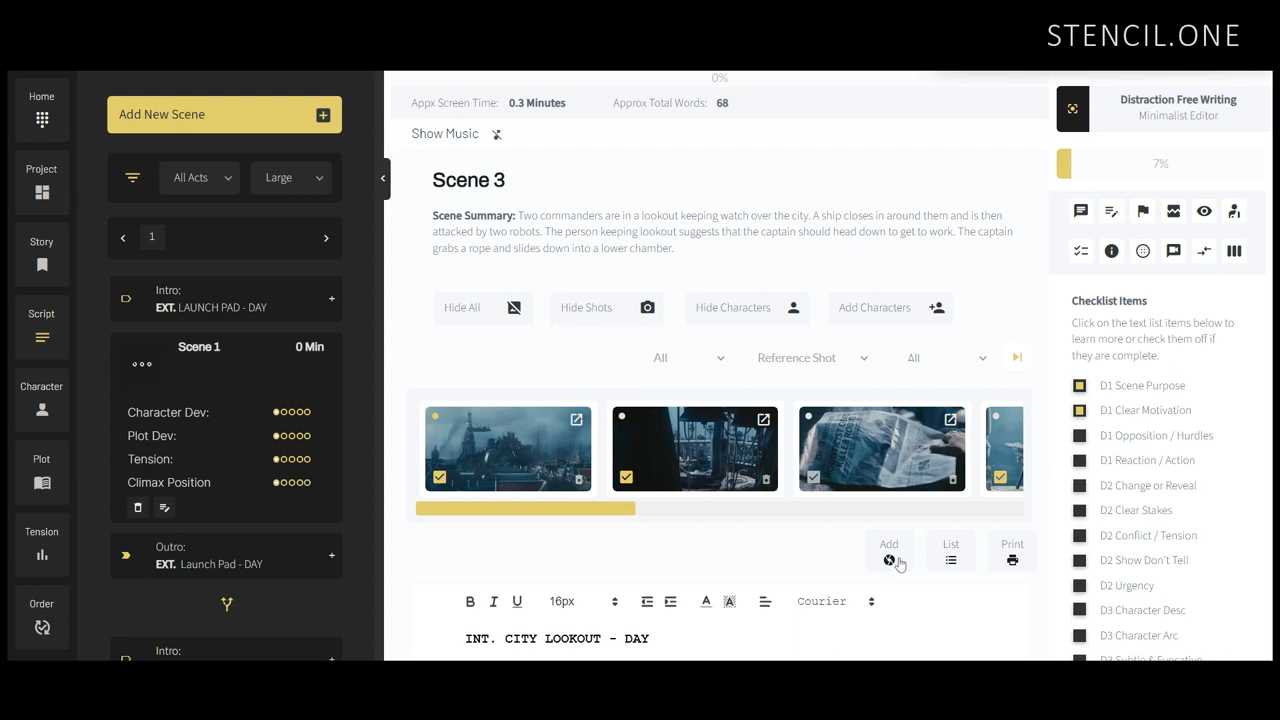 STENCIL.ONE
Home
Project
Story
Script
Character
Plot
Tension
Order
Add New Scene
All Acts
Large
1
Intro:
EXT. LAUNCH PAD - DAY
Scene 1
0 Min
Character Dev:
Plot Dev:
Tension:
Climax Position
Outro:
EXT. Launch Pad - DAY
Intro:
0%
Appx Screen Time: 0.3 Minutes
Approx Total Words: 68
Show Music
Scene 3
Scene Summary: Two commanders are in a lookout keeping watch over the city. A ship closes in around them and is then
attacked by two robots. The person keeping lookout suggests that the captain should head down to get to work. The captain
grabs a rope and slides down into a lower chamber.
Hide All
Hide Shots
Hide Characters
Add Characters
All
Reference Shot
All
Add
List
Print
B I U 16px
A A
Courier
INT. CITY LOOKOUT - DAY
Distraction Free Writing
Minimalist Editor
7%
Checklist Items
Click on the text list items below to
learn more or check them off if
they are complete.
D1 Scene Purpose
D1 Clear Motivation
D1 Opposition / Hurdles
D1 Reaction / Action
D2 Change or Reveal
D2 Clear Stakes
D2 Conflict / Tension
D2 Show Don't Tell
D2 Urgency
D3 Character Desc
D3 Character Arc
D3 Subtle & Evocative